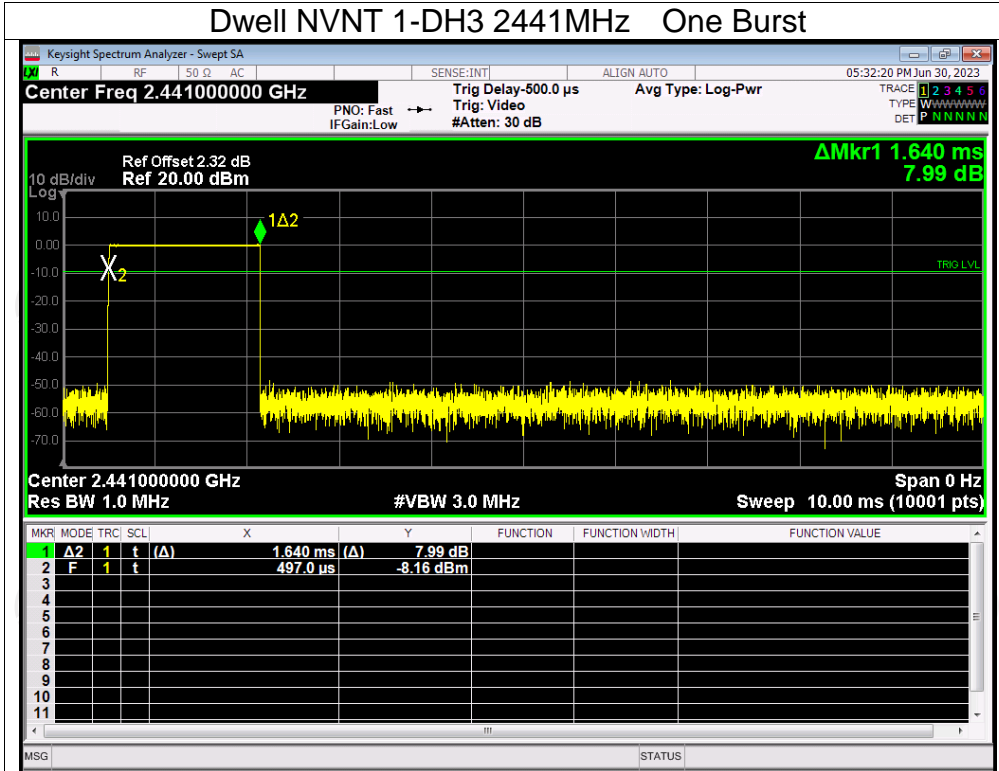 Dwell NVNT 1-DH3 2441MHz One Burst
Keysight Spectrum Analyzer - Swept SA
LXI R RF 50 Ω AC SENSE:INT ALIGN AUTO 05:32:20 PM Jun 30, 2023
Center Freq 2.441000000 GHz Trig Delay-500.0 µs Avg Type: Log-Pwr TRACE 1 2 3 4 5 6
PNO: Fast Trig: Video TYPE WWWWWW
IFGain:Low #Atten: 30 dB DET P N N N N N
ΔMkr1 1.640 ms
7.99 dB
Ref Offset 2.32 dB
10 dB/div Ref 20.00 dBm
Log
10.0
1Δ2
0.00
X2
TRIG LVL
-10.0
-20.0
-30.0
-40.0
-50.0
-60.0
-70.0
Center 2.441000000 GHz Span 0 Hz
Res BW 1.0 MHz #VBW 3.0 MHz Sweep 10.00 ms (10001 pts)
MKR MODE TRC SCL X Y FUNCTION FUNCTION WIDTH FUNCTION VALUE
1 Δ2 1 t (Δ) 1.640 ms (Δ) 7.99 dB
2 F 1 t 497.0 µs -8.16 dBm
3
4
5
6
7
8
9
10
11
MSG STATUS